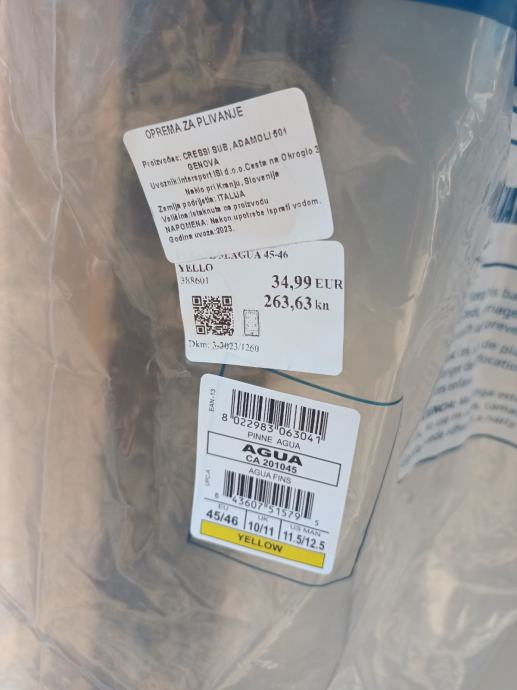 OPREMA ZA PLIVANJE
Proizvođač: CRESSI SUB, ADAMOLI 501
GENOVA
Uvoznik:Intersport ISI d.o.o.Cesta na Okroglo 3
Naklo pri Kranju, Slovenija
Zemlja podrijetla: ITALIJA
Veličina:istaknuta na proizvodu
NAPOMENA: Nakon upotrebe isprati vodom.
Godina uvoza:2023.
AGUA 45-46
YELLO
388601
34,99 EUR
263,63 kn
Dkm: 3-2023/1260
EAN-13
8 022983 063041
PINNE AGUA
AGUA
CA 201045
AGUA FINS
UPC-A
8 43607 51579 5
EU UK US MAN
45/46 10/11 11.5/12.5
YELLOW